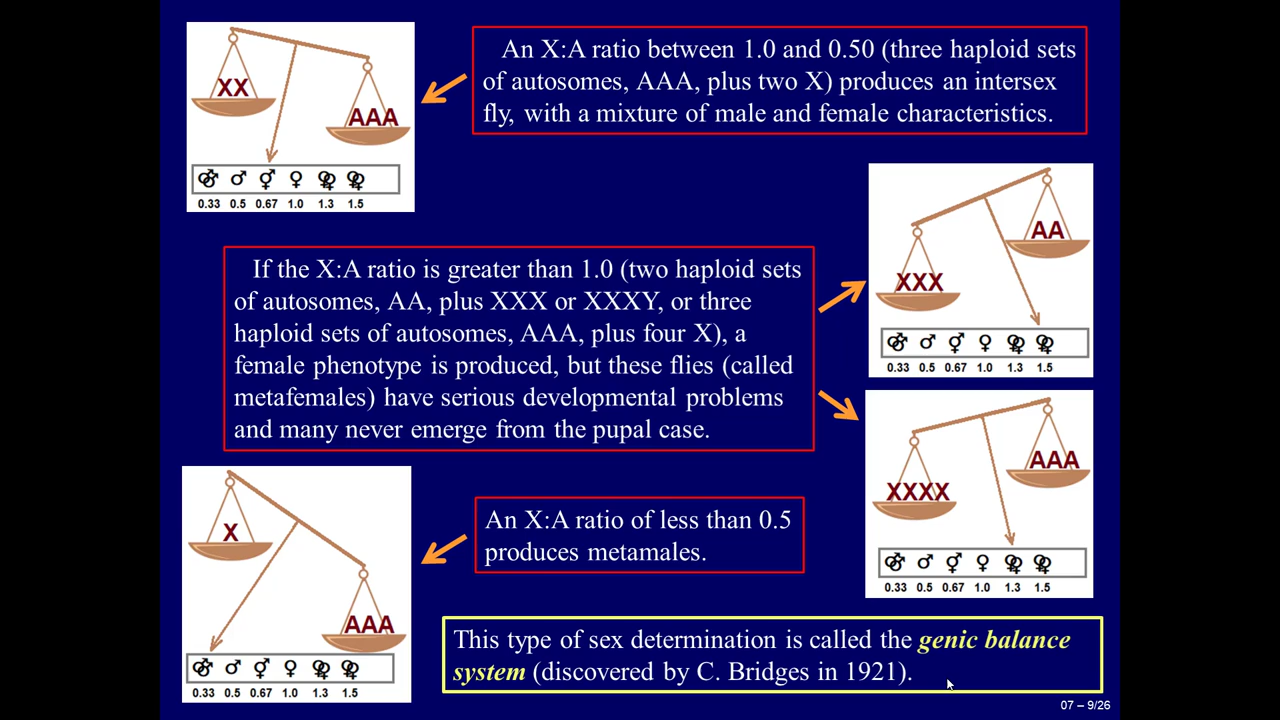 XX
AAA
⚣ ♂ ⚥ ♀ ⚢ ⚢
0.33 0.5 0.67 1.0 1.3 1.5
An X:A ratio between 1.0 and 0.50 (three haploid sets
of autosomes, AAA, plus two X) produces an intersex
fly, with a mixture of male and female characteristics.
AA
XXX
⚣ ♂ ⚥ ♀ ⚢ ⚢
0.33 0.5 0.67 1.0 1.3 1.5
If the X:A ratio is greater than 1.0 (two haploid sets
of autosomes, AA, plus XXX or XXXY, or three
haploid sets of autosomes, AAA, plus four X), a
female phenotype is produced, but these flies (called
metafemales) have serious developmental problems
and many never emerge from the pupal case.
AAA
XXXX
⚣ ♂ ⚥ ♀ ⚢ ⚢
0.33 0.5 0.67 1.0 1.3 1.5
X
AAA
⚣ ♂ ⚥ ♀ ⚢ ⚢
0.33 0.5 0.67 1.0 1.3 1.5
An X:A ratio of less than 0.5
produces metamales.
This type of sex determination is called the genic balance
system (discovered by C. Bridges in 1921).
07 – 9/26